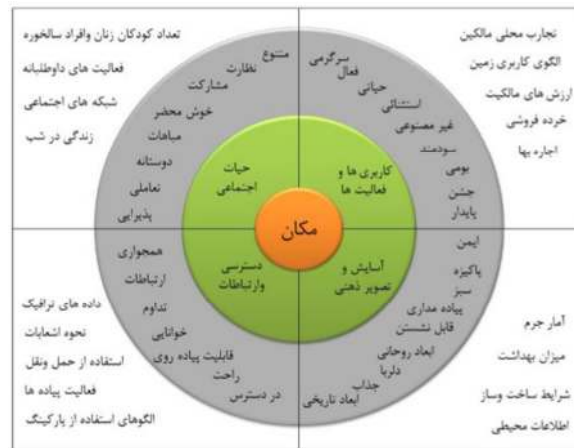 تعداد کودکان زنان وافراد سالخورده
فعالیت های داوطلبانه
شبکه های اجتماعی
زندگی در شب
تجارب محلی مالکین
الگوی کاربری زمین
ارزش های مالکیت
خرده فروشی
اجاره بها
متنوع
نظارت
مشارکت
خوش محضر
مباهات
دوستانه
تعاملی
پذیرایی
سرگرمی
فعال
حیاتی
استثنائی
غیر مصنوعی
سودمند
بومی
جشن
پایدار
حیات
اجتماعی
کاربری ها و
فعالیت ها
مکان
دسترسی
وارتباطات
آسایش و
تصویر ذهنی
همجواری
ارتباطات
تداوم
خوانایی
قابلیت پیاده روی
راحت
در دسترس
ایمن
پاکیزه
سبز
پیاده مداری
قابل نشستن
ابعاد روحانی
دلربا
جذاب
ابعاد تاریخی
داده های ترافیک
نحوه اشعابات
استفاده از حمل ونقل
فعالیت پیاده ها
الگوهای استفاده از پارکینگ
آمار جرم
میزان بهداشت
شرایط ساخت وساز
اطلاعات محیطی